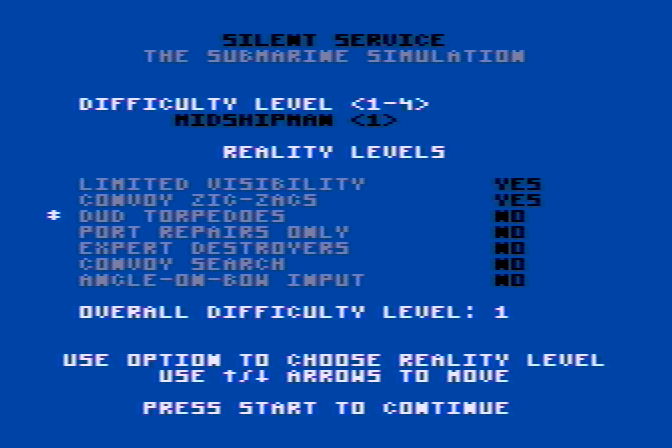 SILENT SERVICE
THE SUBMARINE SIMULATION
DIFFICULTY LEVEL <1-4>
MIDSHIPMAN <1>
REALITY LEVELS
LIMITED VISIBILITY YES
CONVOY ZIG-ZAGS YES
* DUD TORPEDOES NO
PORT REPAIRS ONLY NO
EXPERT DESTROYERS NO
CONVOY SEARCH NO
ANGLE-ON-BOW INPUT NO
OVERALL DIFFICULTY LEVEL: 1
USE OPTION TO CHOOSE REALITY LEVEL
USE ↑/↓ ARROWS TO MOVE
PRESS START TO CONTINUE